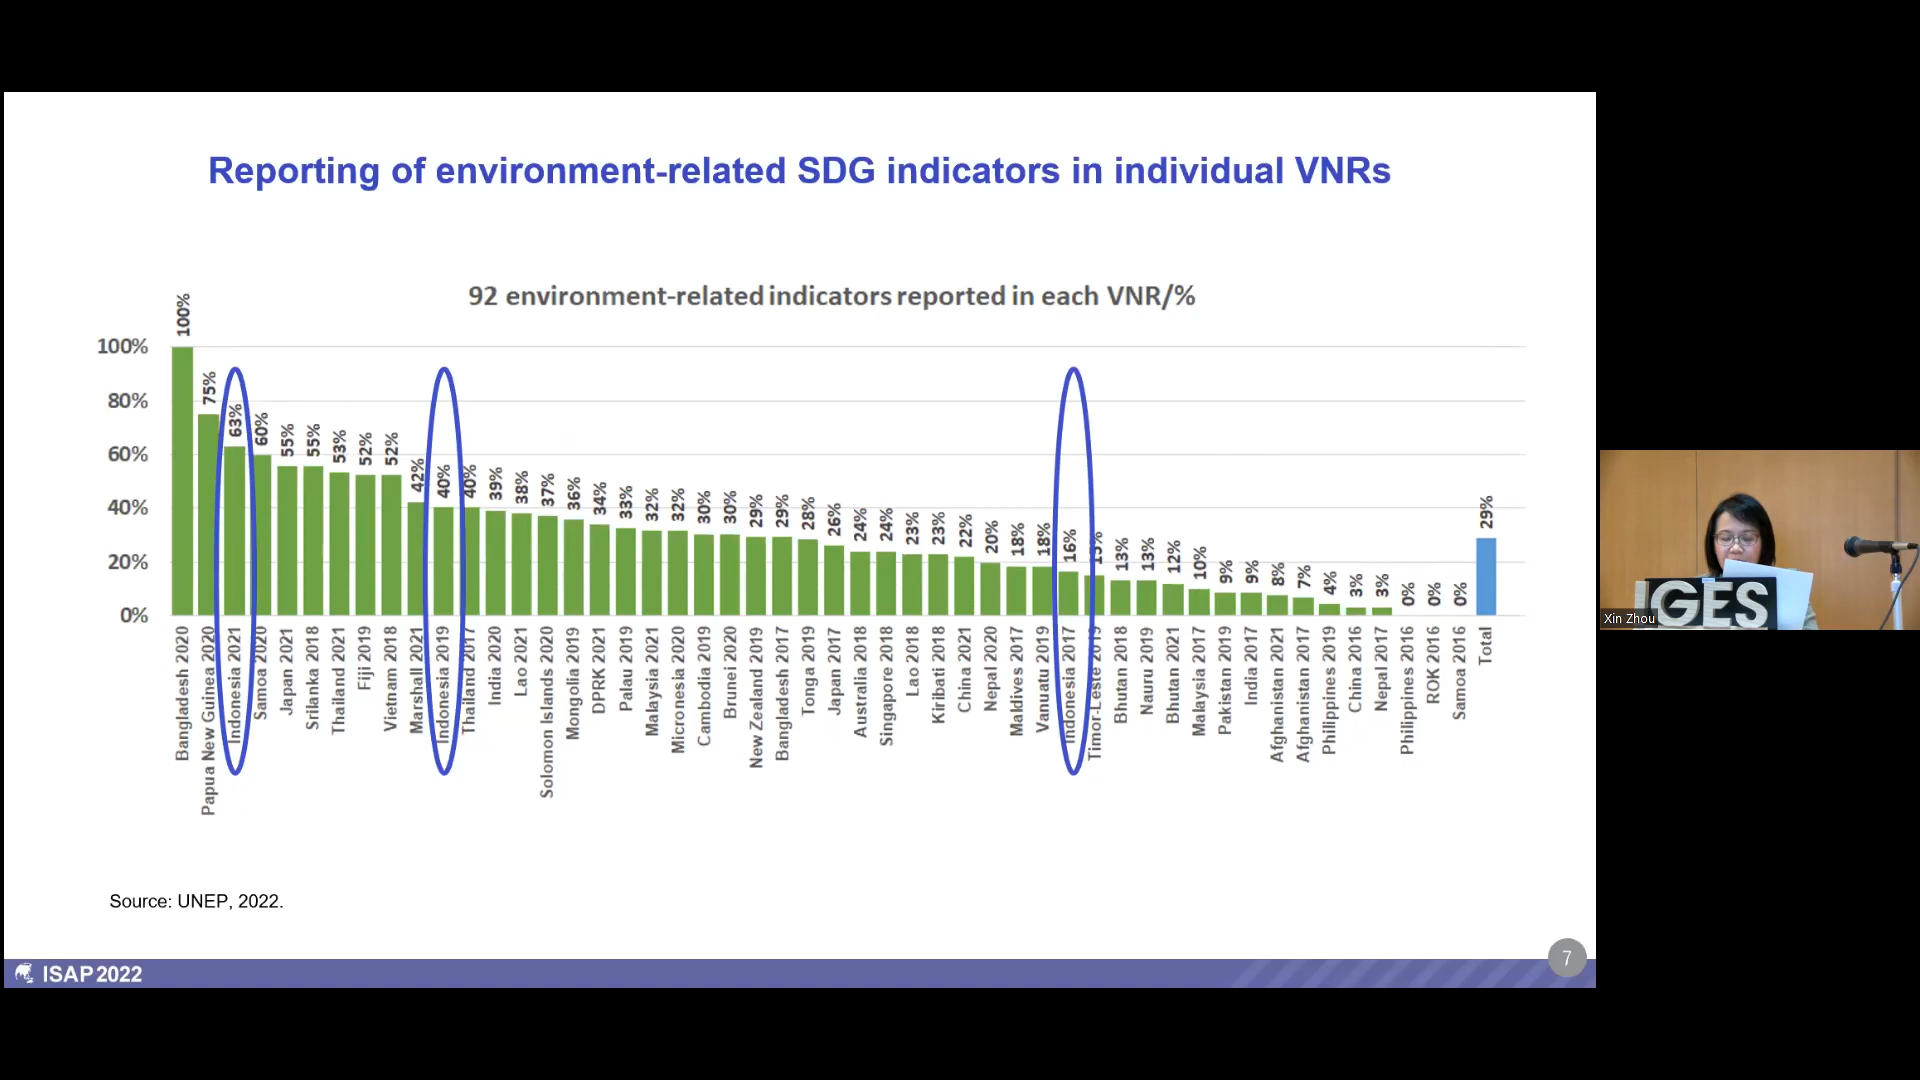 Reporting of environment-related SDG indicators in individual VNRs
92 environment-related indicators reported in each VNR/%
100%
80%
60%
40%
20%
0%
100%
75%
63%
60%
55%
55%
53%
52%
52%
42%
40%
40%
39%
38%
37%
36%
34%
33%
32%
32%
30%
30%
29%
29%
28%
26%
24%
24%
23%
23%
22%
20%
18%
18%
16%
15%
13%
13%
12%
10%
9%
9%
8%
7%
4%
3%
3%
0%
0%
0%
29%
Bangladesh 2020
Papua New Guinea 2020
Indonesia 2021
Samoa 2020
Japan 2021
Srilanka 2018
Thailand 2021
Fiji 2019
Vietnam 2018
Marshall 2021
Indonesia 2019
Thailand 2017
India 2020
Lao 2021
Solomon Islands 2020
Mongolia 2019
DPRK 2021
Palau 2019
Malaysia 2021
Micronesia 2020
Cambodia 2019
Brunei 2020
New Zealand 2019
Bangladesh 2017
Tonga 2019
Japan 2017
Australia 2018
Singapore 2018
Lao 2018
Kiribati 2018
China 2021
Nepal 2020
Maldives 2017
Vanuatu 2019
Indonesia 2017
Timor-Leste 2019
Bhutan 2018
Nauru 2019
Bhutan 2021
Malaysia 2017
Pakistan 2019
India 2017
Afghanistan 2021
Afghanistan 2017
Philippines 2019
China 2016
Nepal 2017
Philippines 2016
ROK 2016
Samoa 2016
Total
Source: UNEP, 2022.
ISAP 2022
7
IGES
Xin Zhou